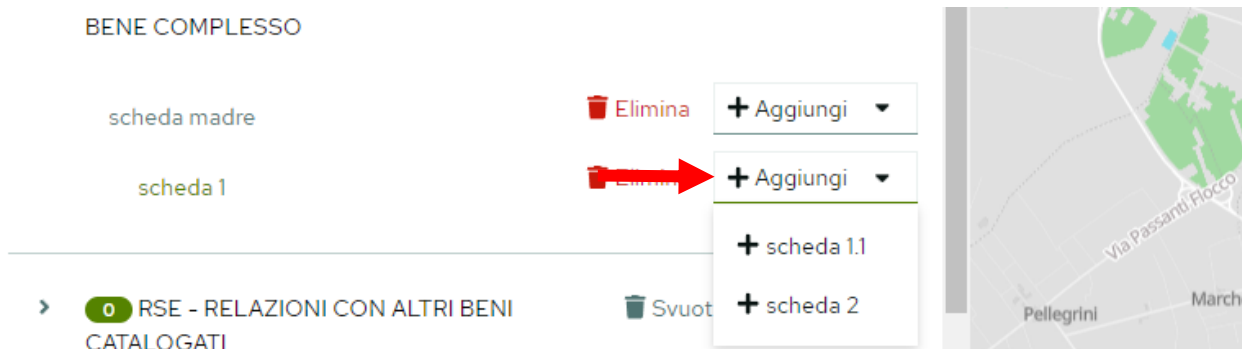 BENE COMPLESSO
scheda madre Elimina Aggiungi
scheda 1 Elimina Aggiungi
scheda 1.1
scheda 2
0 RSE - RELAZIONI CON ALTRI BENI Svuot
CATALOGATI
Via Passanti Flocco
Pellegrini
March